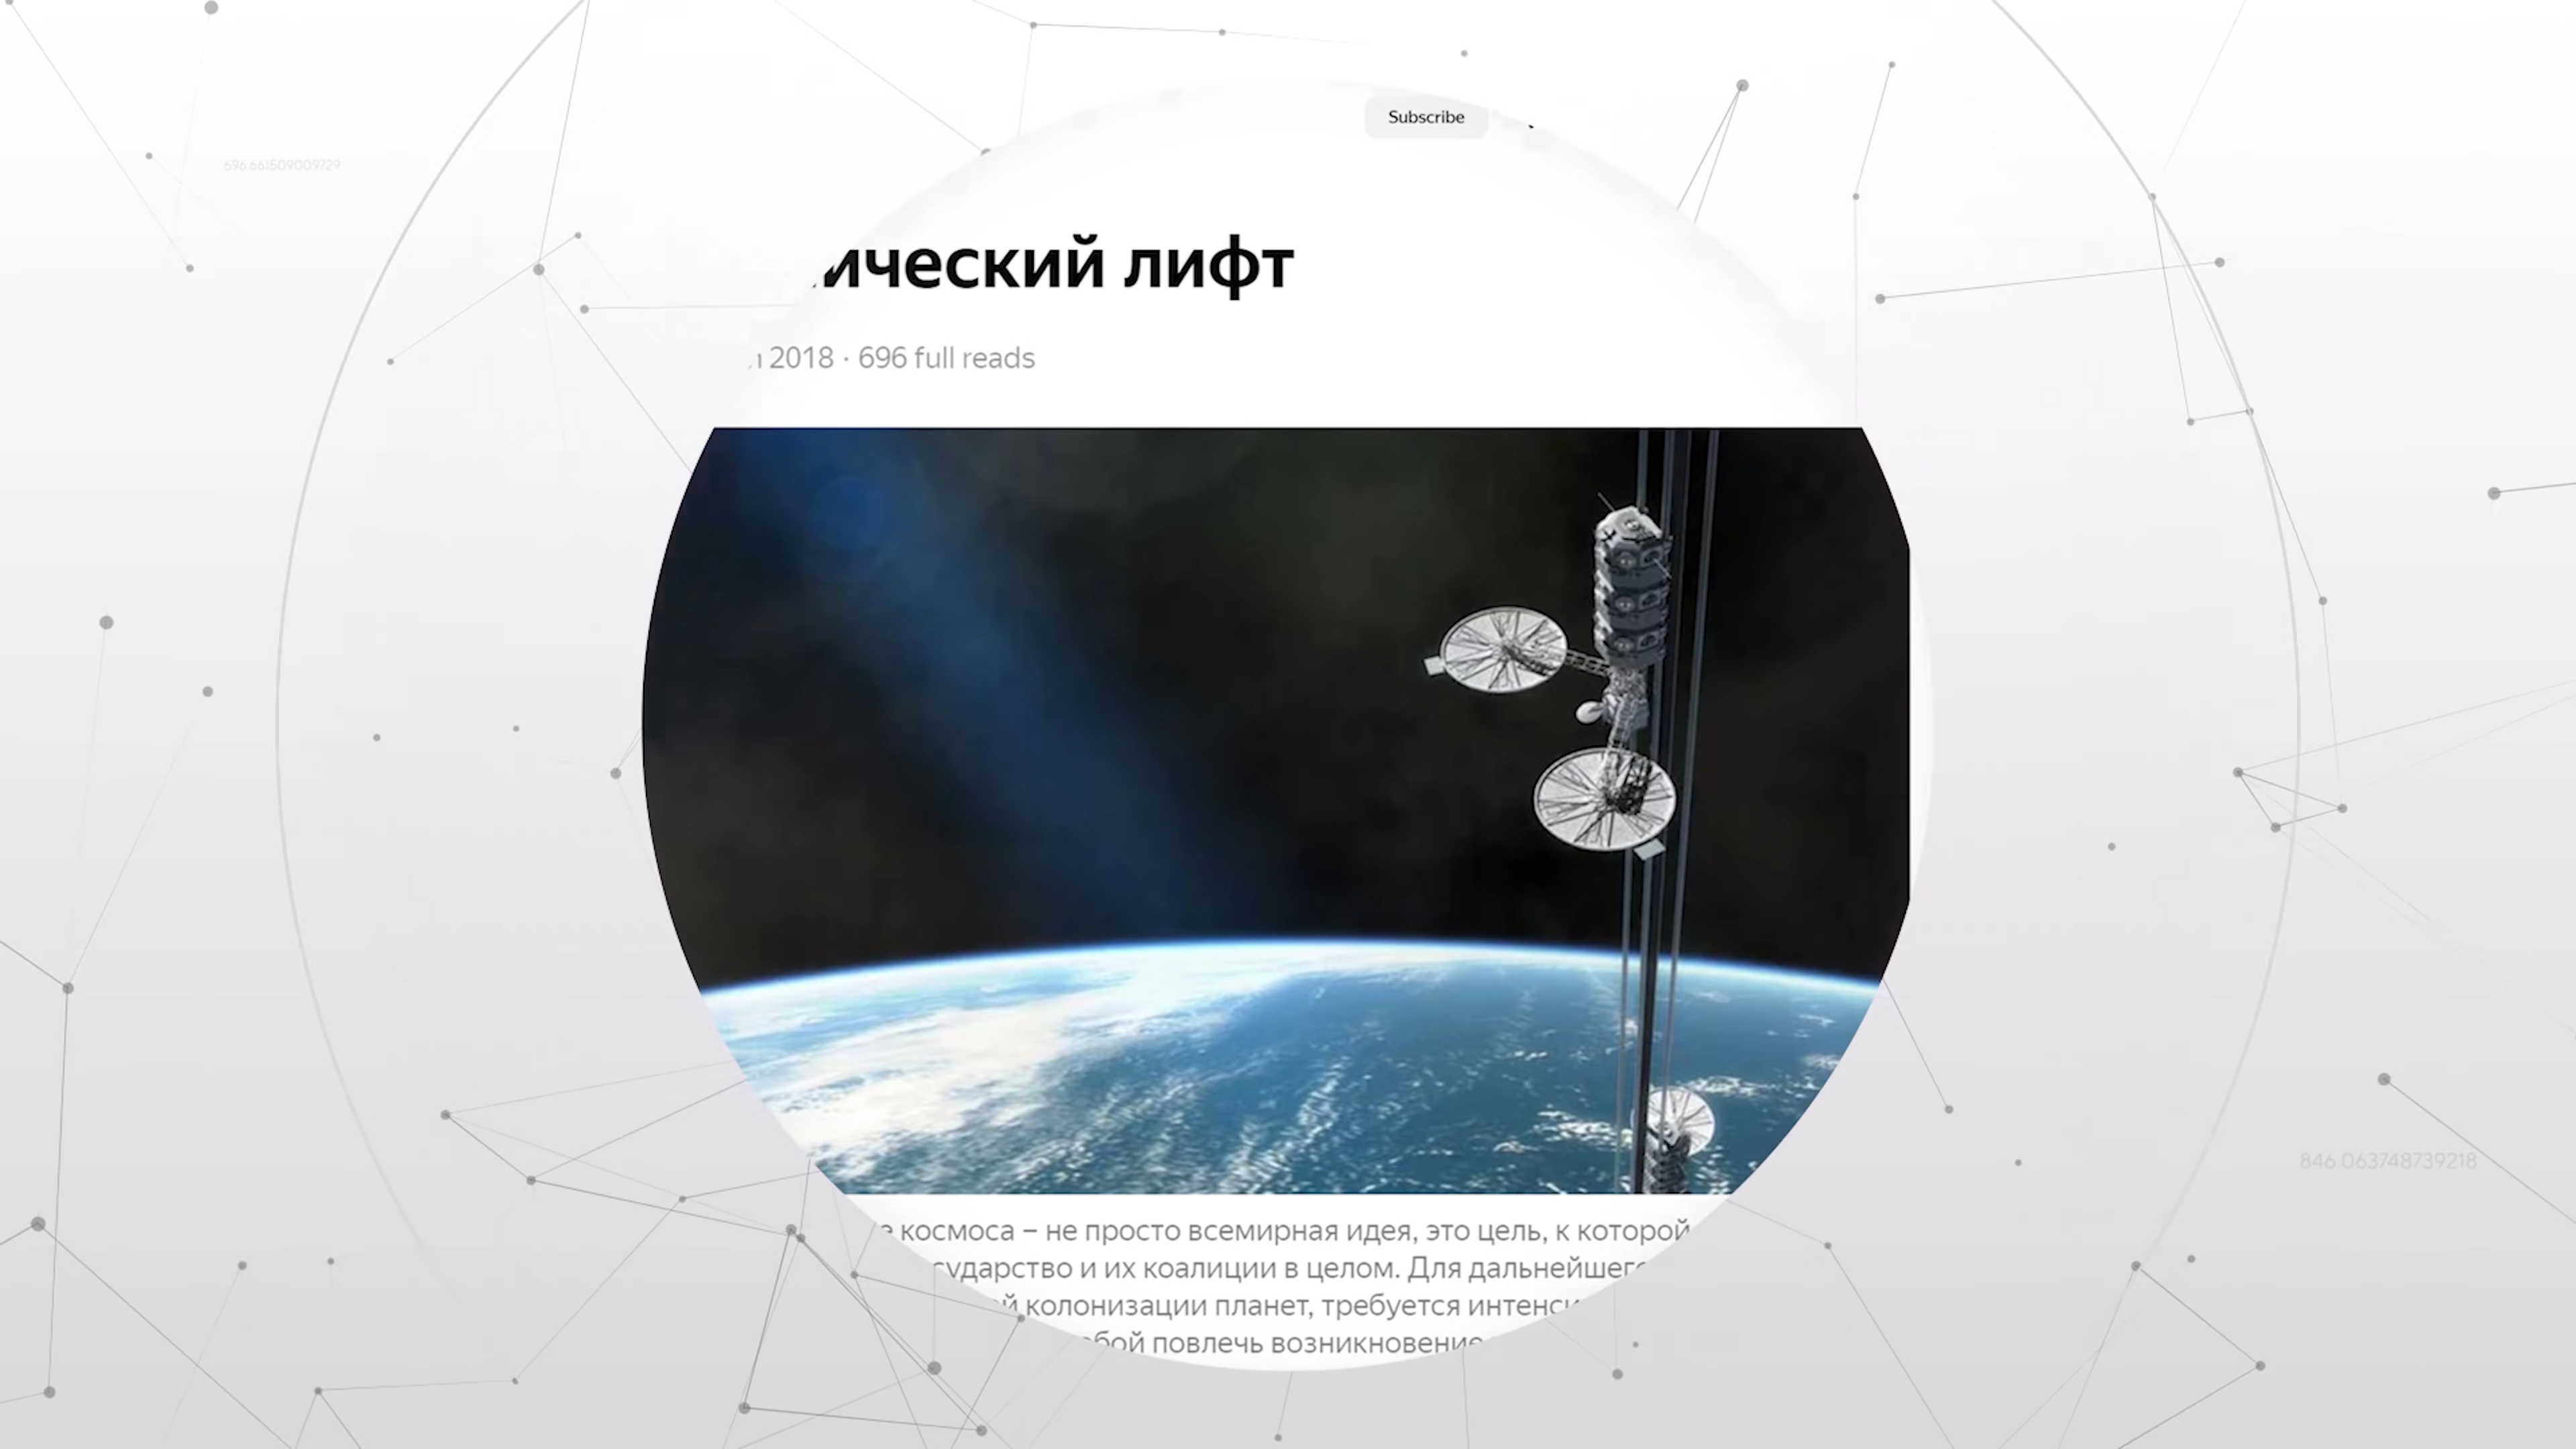 Subscribe
696 661509009729
ический лифт
2018 · 696 full reads
846 063748739218
космоса – не просто всемирная идея, это цель, к которой
сударство и их коалиции в целом. Для дальнейшего
й колонизации планет, требуется интенси
бой повлечь возникновение